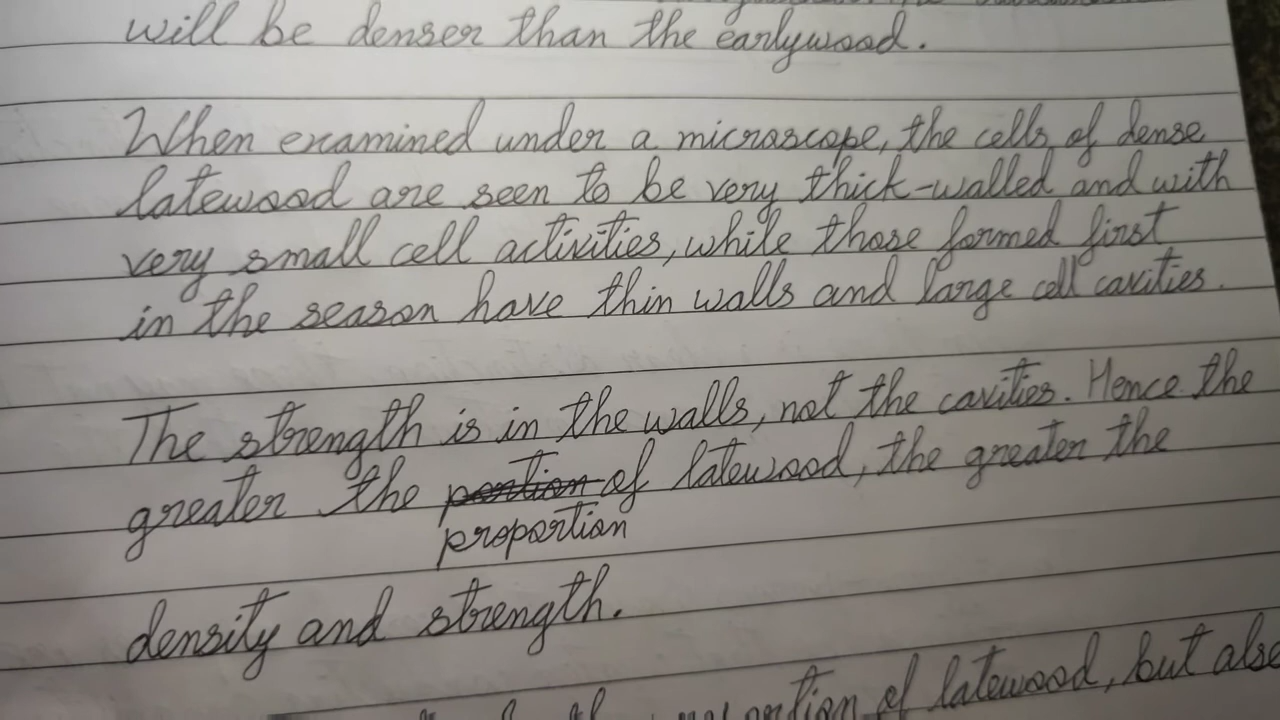 will be denser than the earlywood.
When examined under a microscope, the cells of dense
latewood are seen to be very thick-walled and with
very small cell activities, while those formed first
in the season have thin walls and large cell cavities.
The strength is in the walls, not the cavities. Hence the
greater the portion of latewood, the greater the
proportion
density and strength.
of latewood, but also